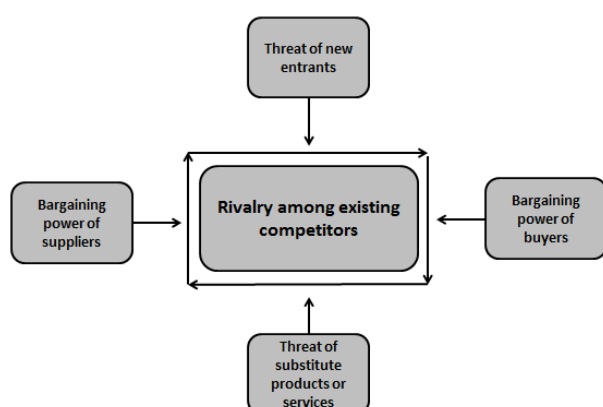 Threat of new
entrants
Bargaining
power of
suppliers
Rivalry among existing
competitors
Bargaining
power of
buyers
Threat of
substitute
products or
services